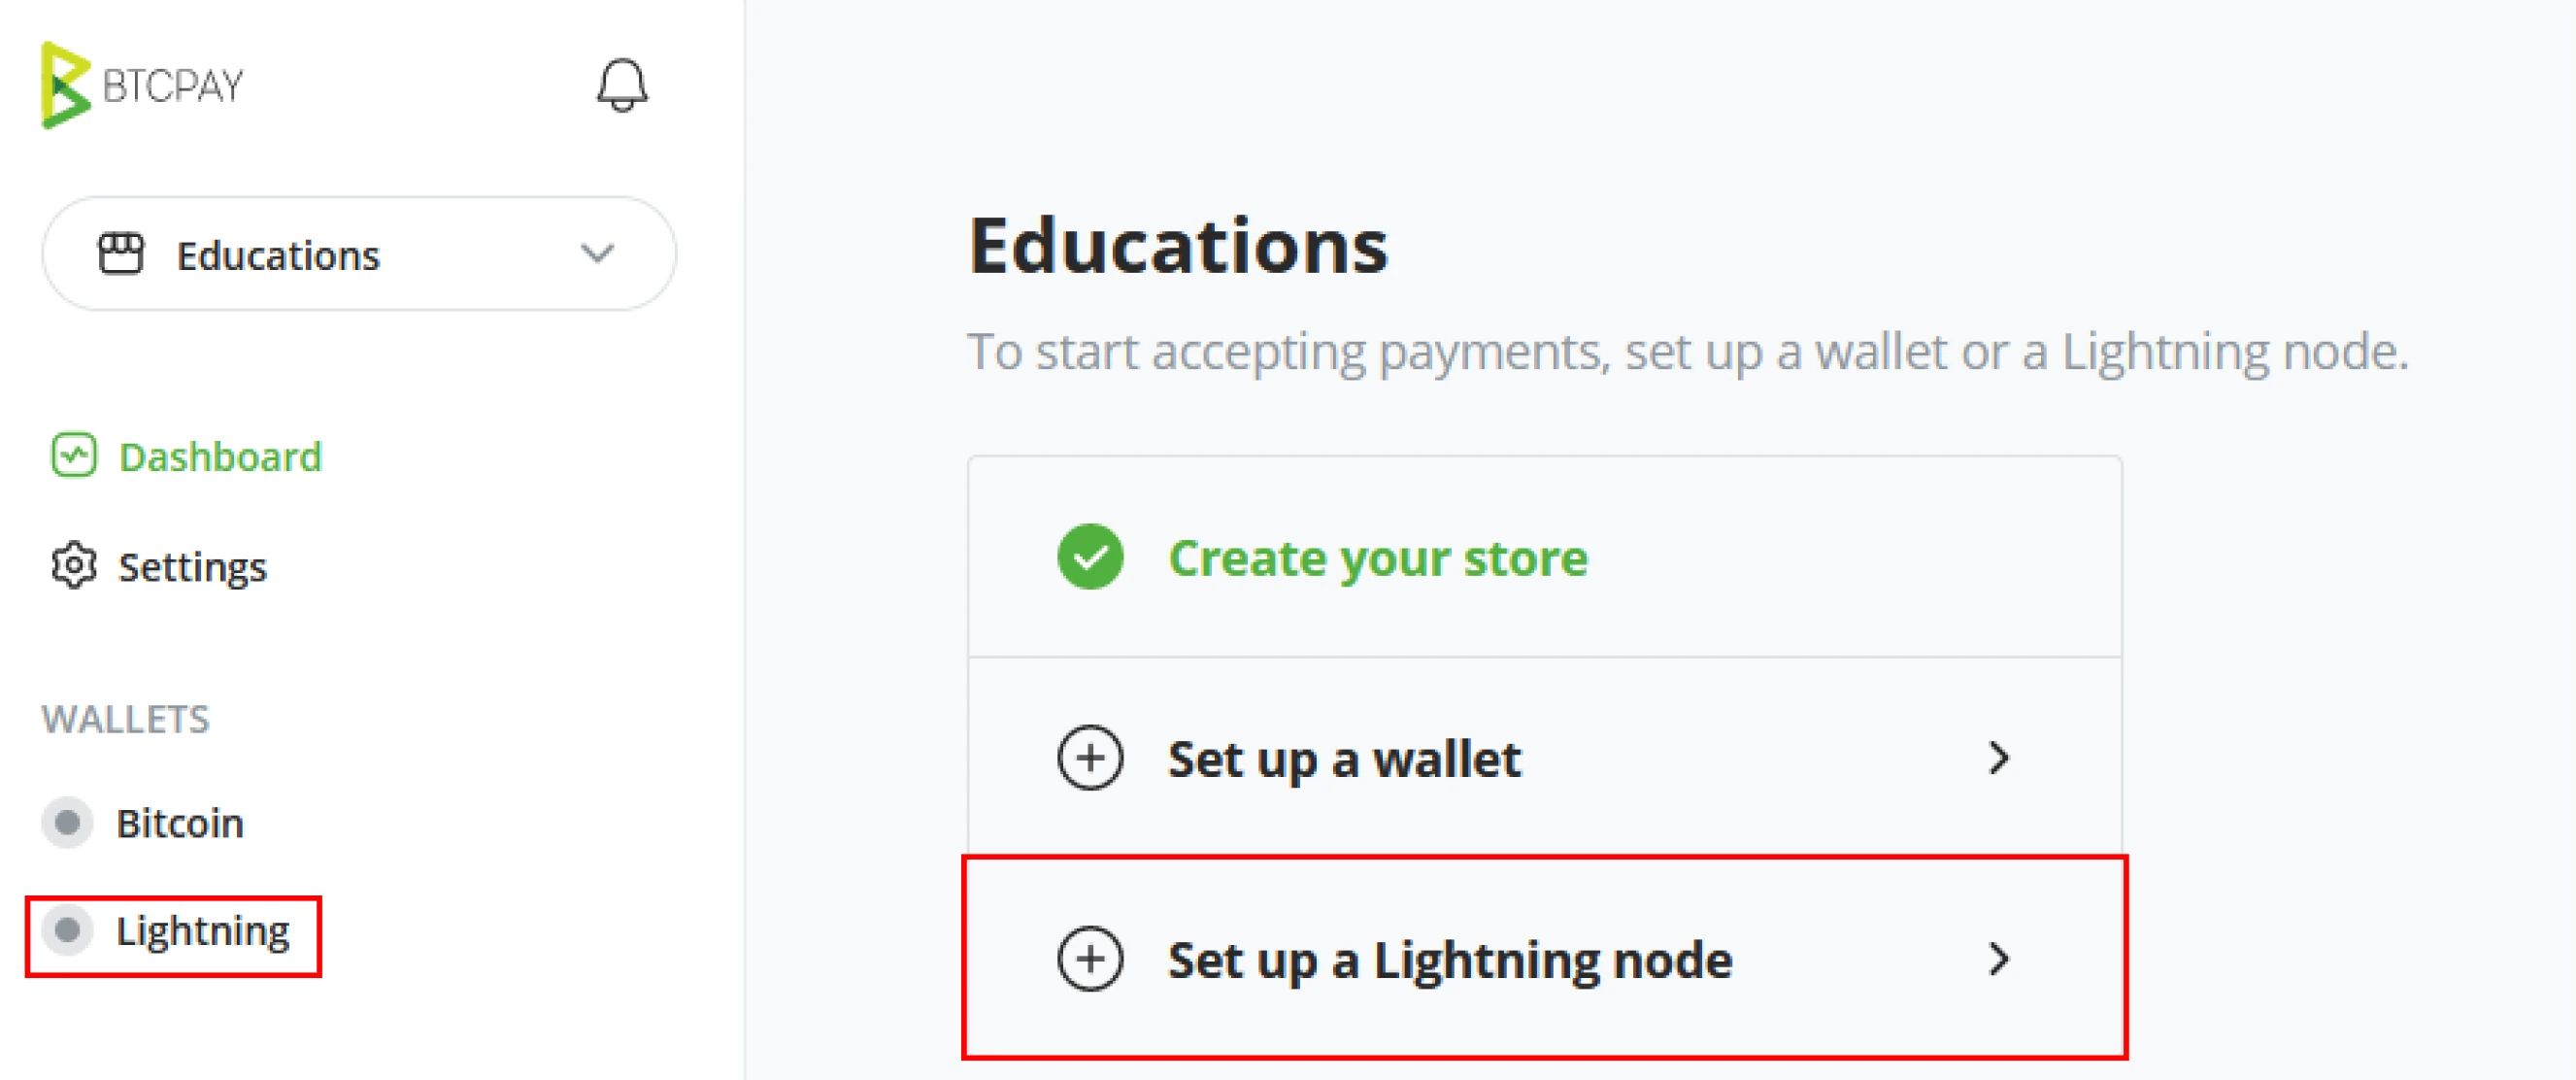 BTCPAY
Educations
Dashboard
Settings
WALLETS
Bitcoin
Lightning
Educations
To start accepting payments, set up a wallet or a Lightning node.
Create your store
Set up a wallet
Set up a Lightning node